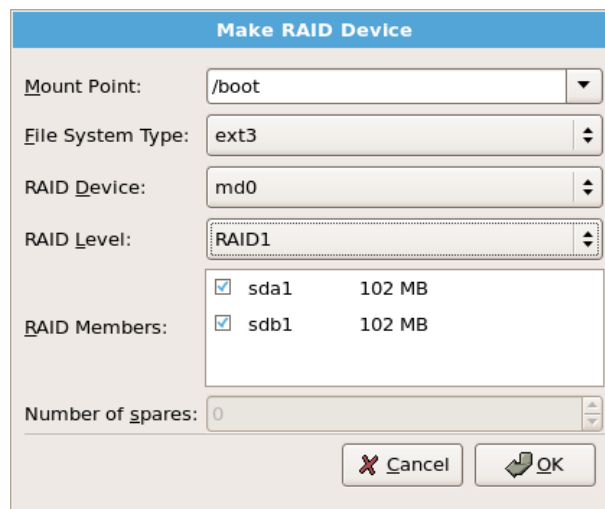 Make RAID Device
Mount Point: /boot
File System Type: ext3
RAID Device: md0
RAID Level: RAID1
sda1 102 MB
RAID Members:
sdb1 102 MB
Number of spares: 0
Cancel OK